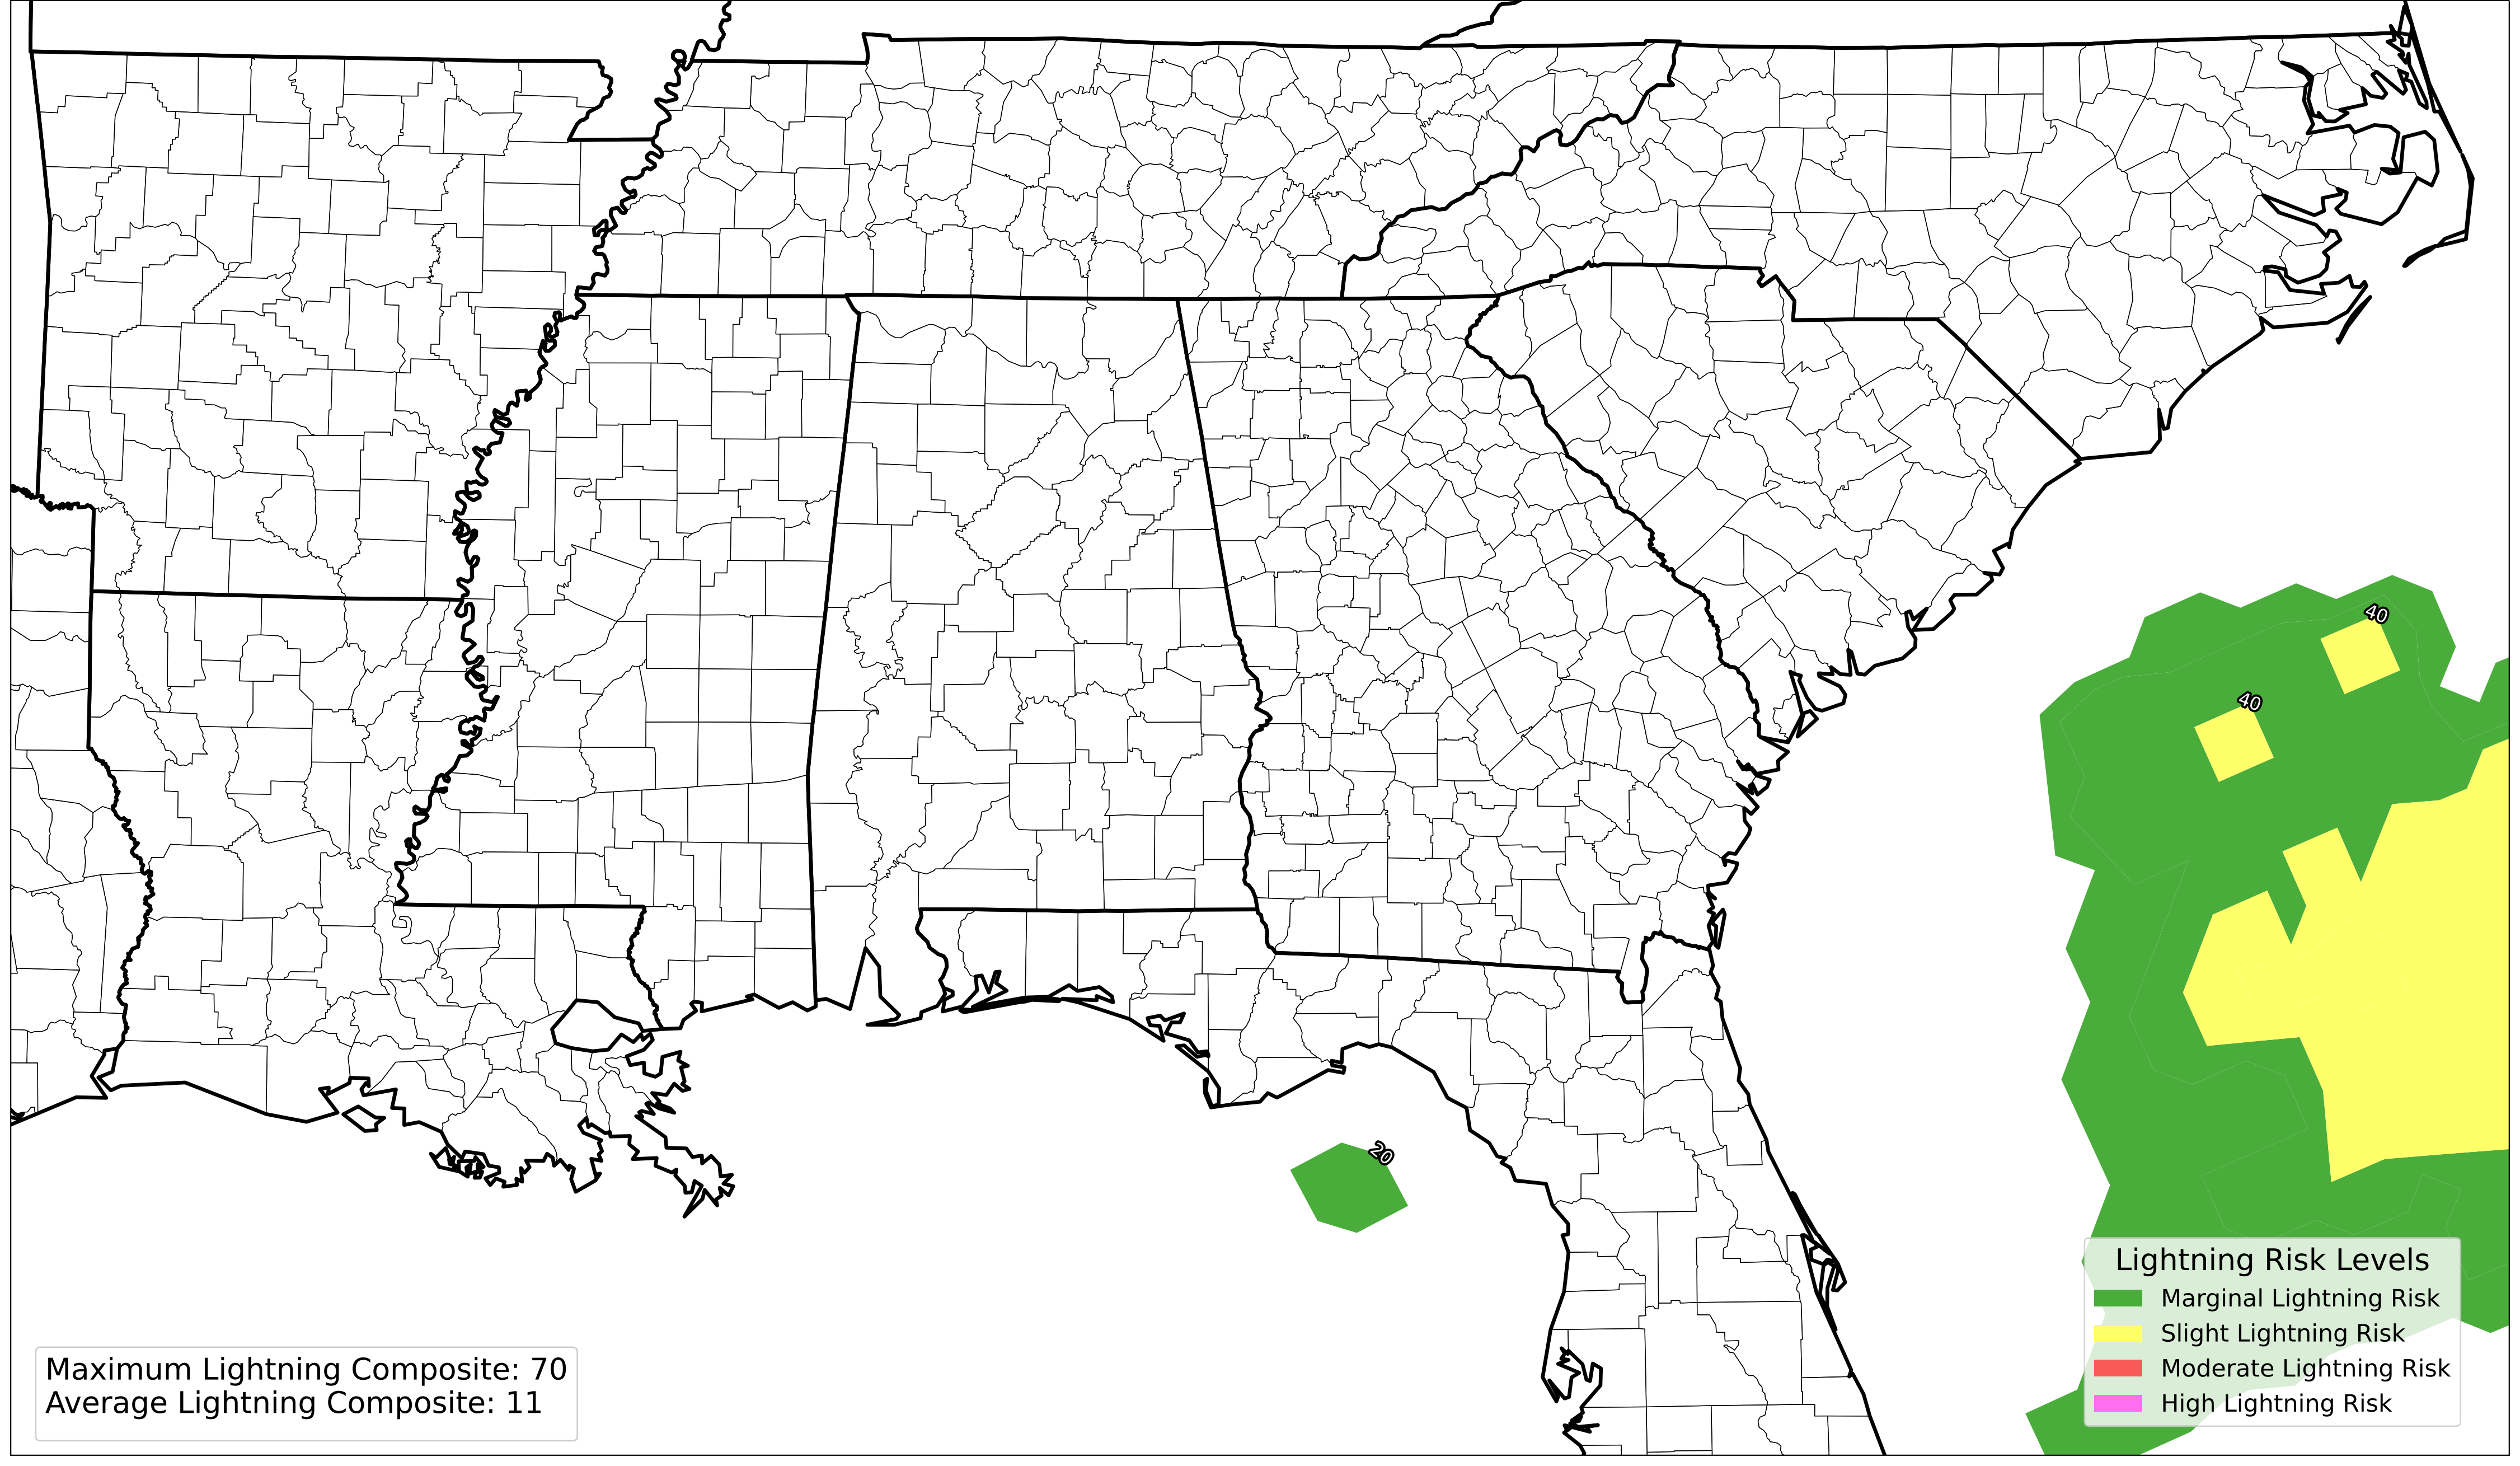 40
40
20
Lightning Risk Levels
Marginal Lightning Risk
Slight Lightning Risk
Moderate Lightning Risk
High Lightning Risk
Maximum Lightning Composite: 70
Average Lightning Composite: 11